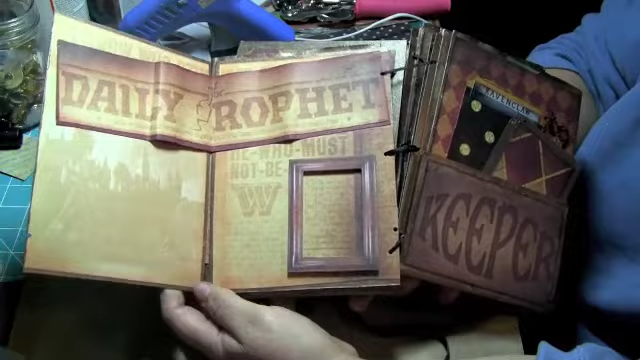 DAILY PROPHET
HE-WHO-MUST
NOT-BE
W
RAVENCLAW
KEEPER